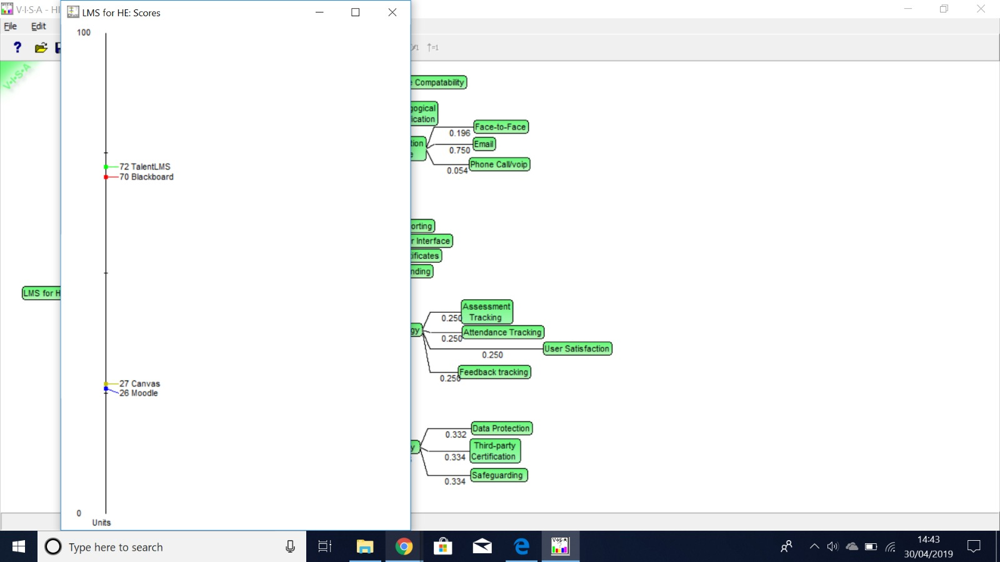 V·I·S·A - HI
LMS for HE: Scores
File Edit
?
↑=1
V·I·S·A
100
72 TalentLMS
70 Blackboard
27 Canvas
26 Moodle
0
Units
LMS for H
e Compatability
gogical
ication
tion
e
0.196
Face-to-Face
0.750
Email
0.054
Phone Call/voip
orting
r Interface
ificates
nding
gy
0.250
Assessment
Tracking
0.250
Attendance Tracking
0.250
User Satisfaction
0.250
Feedback tracking
y
0.332
Data Protection
0.334
Third-party
Certification
0.334
Safeguarding
Type here to search
V·I·S·A
14:43
30/04/2019